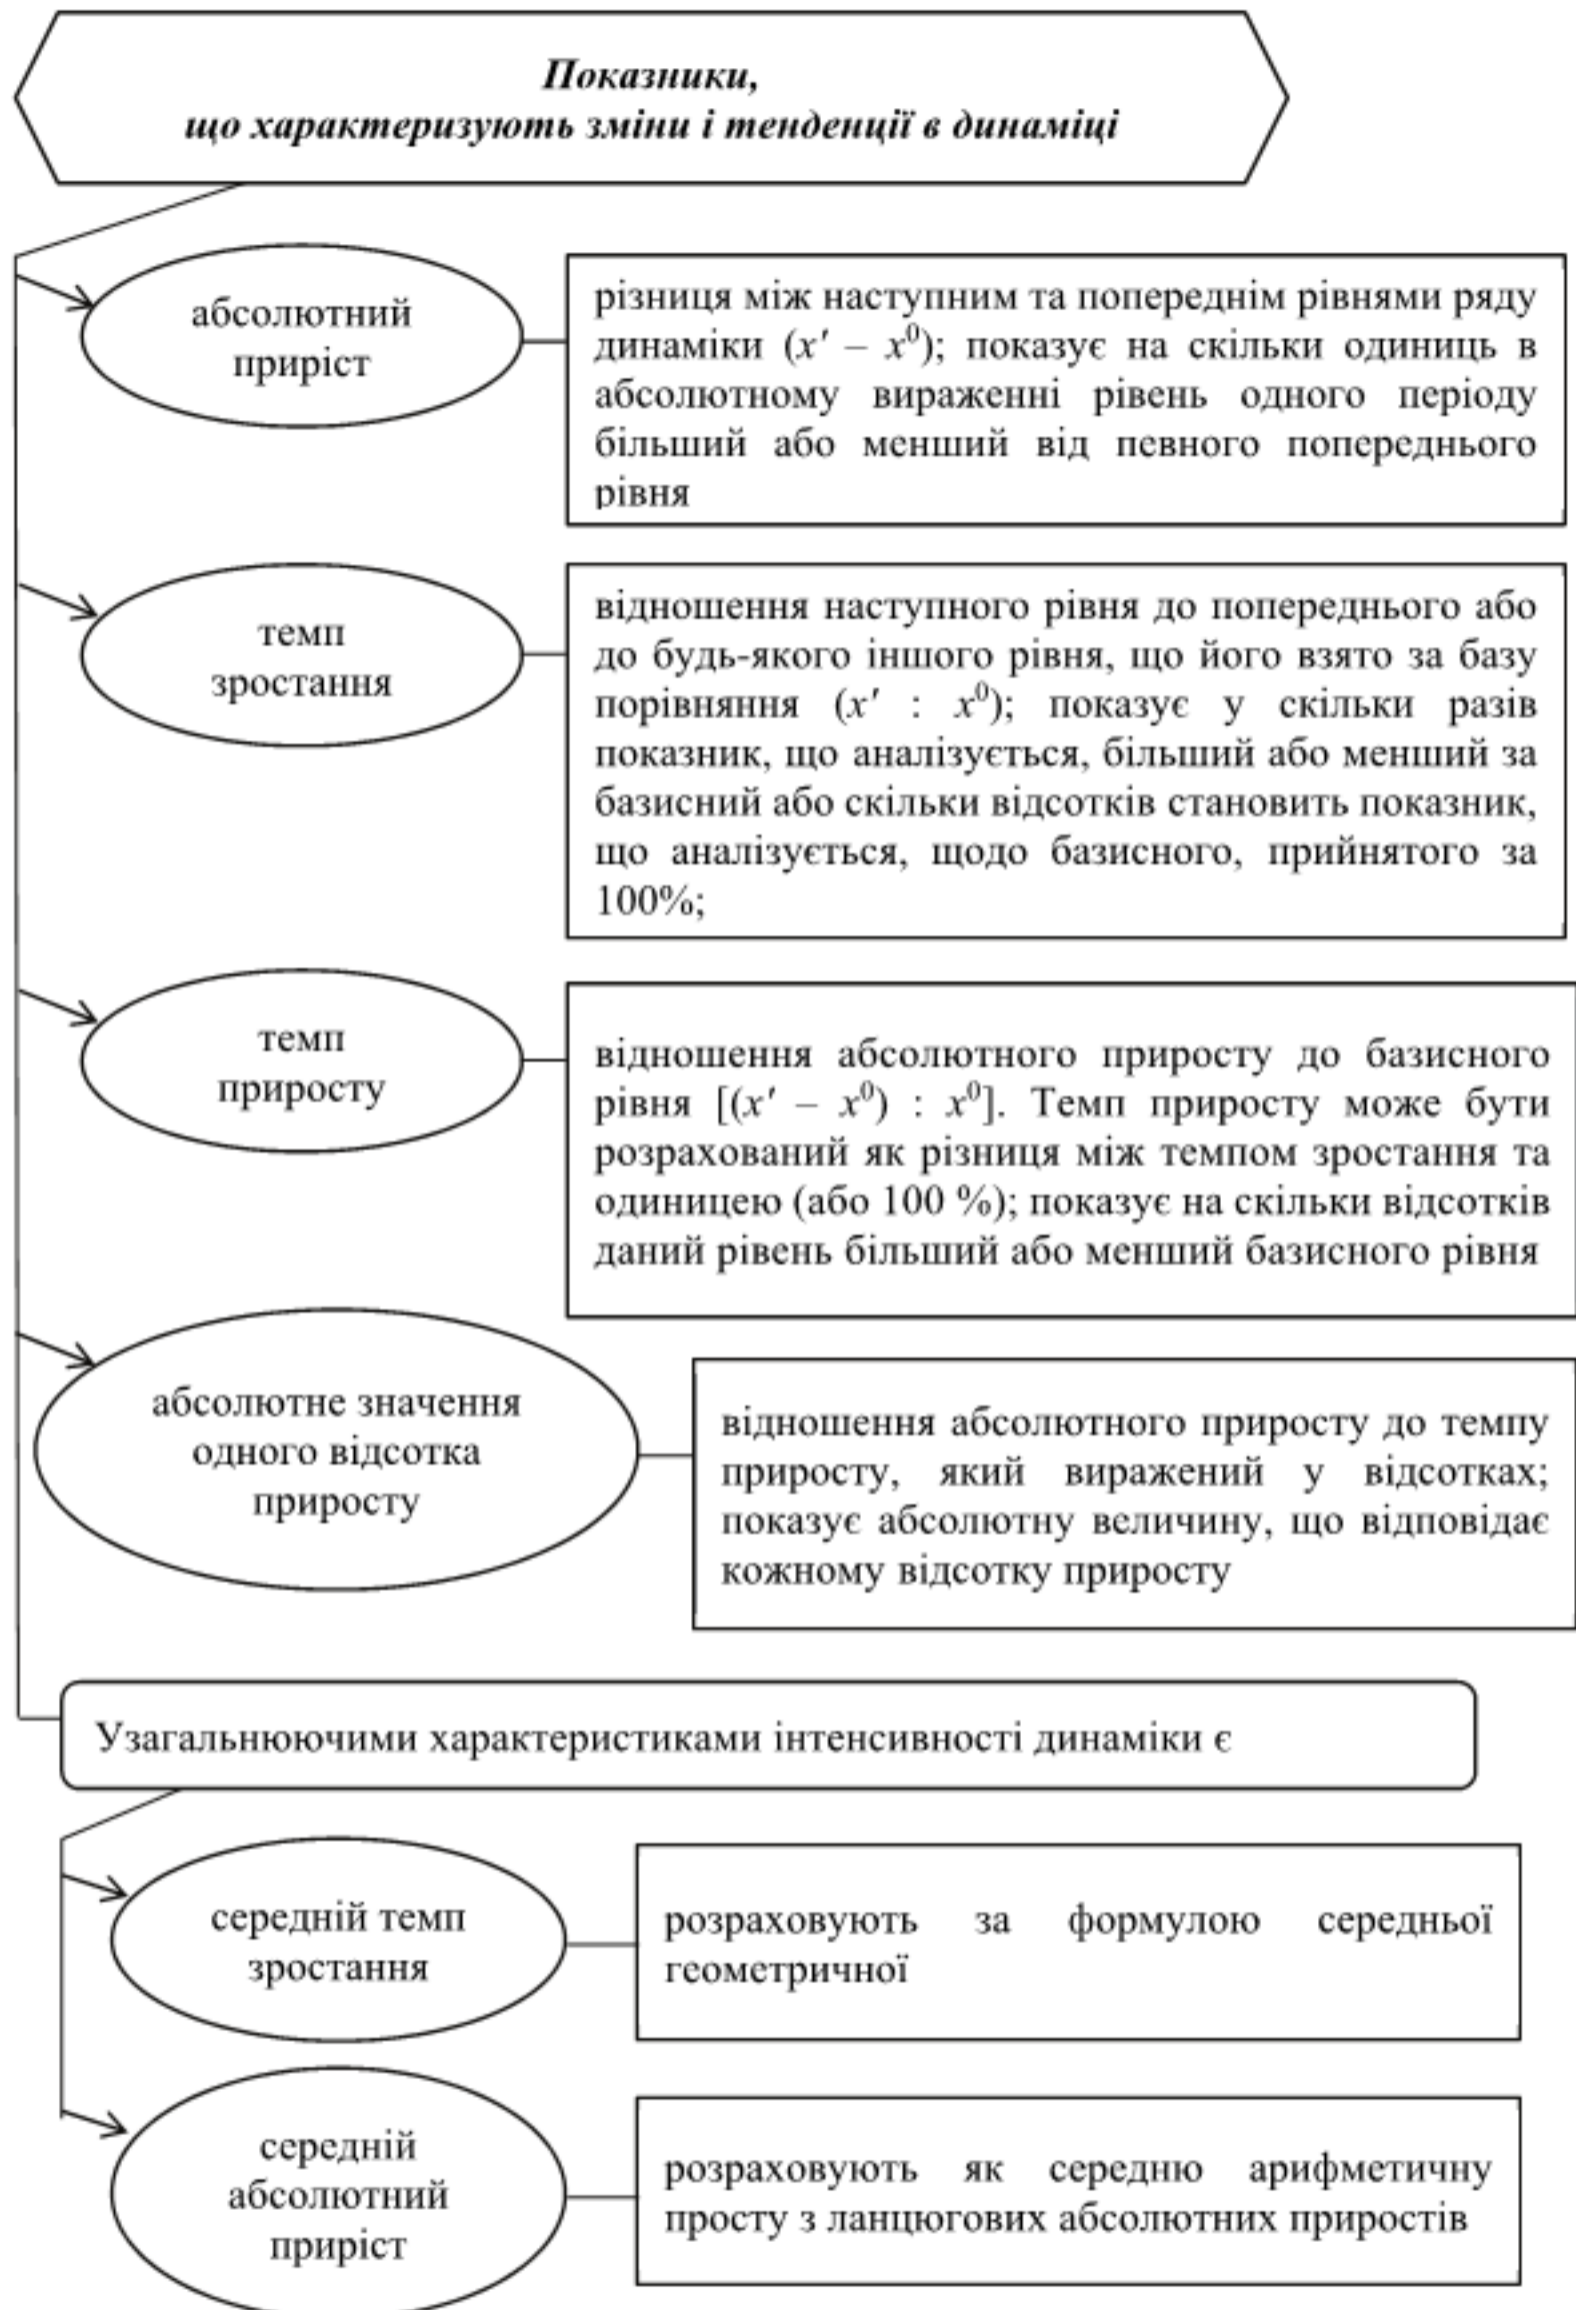 Показники,
що характеризують зміни і тенденції в динаміці
абсолютний
приріст
різниця між наступним та попереднім рівнями ряду
динаміки (x′ – x⁰); показує на скільки одиниць в
абсолютному вираженні рівень одного періоду
більший або менший від певного попереднього
рівня
темп
зростання
відношення наступного рівня до попереднього або
до будь-якого іншого рівня, що його взято за базу
порівняння (x′ : x⁰); показує у скільки разів
показник, що аналізується, більший або менший за
базисний або скільки відсотків становить показник,
що аналізується, щодо базисного, прийнятого за
100%;
темп
приросту
відношення абсолютного приросту до базисного
рівня [(x′ – x⁰) : x⁰]. Темп приросту може бути
розрахований як різниця між темпом зростання та
одиницею (або 100 %); показує на скільки відсотків
даний рівень більший або менший базисного рівня
абсолютне значення
одного відсотка
приросту
відношення абсолютного приросту до темпу
приросту, який виражений у відсотках;
показує абсолютну величину, що відповідає
кожному відсотку приросту
Узагальнюючими характеристиками інтенсивності динаміки є
середній темп
зростання
розраховують за формулою середньої
геометричної
середній
абсолютний
приріст
розраховують як середню арифметичну
просту з ланцюгових абсолютних приростів